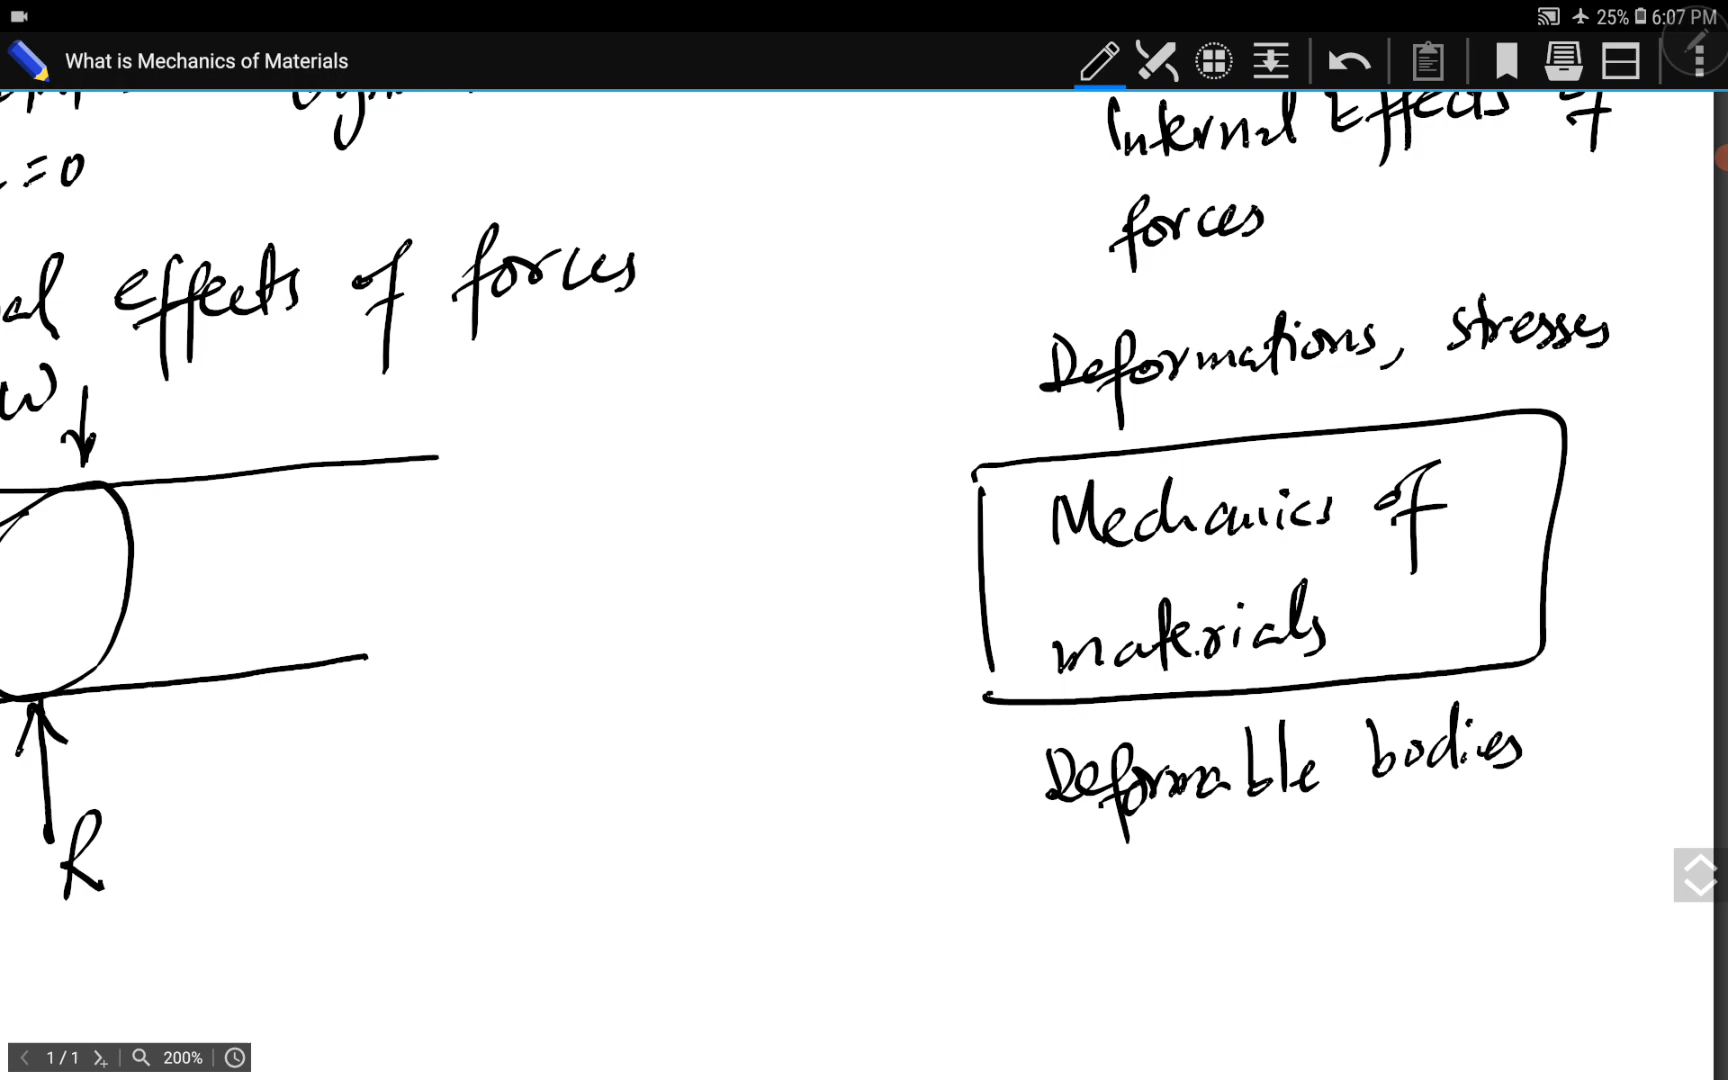 25% 6:07 PM
What is Mechanics of Materials
=0
effects of forces
W
R
Internal Effects of
forces
Deformations, stresses
Mechanics of
materials
Deformable bodies
1/1 200%